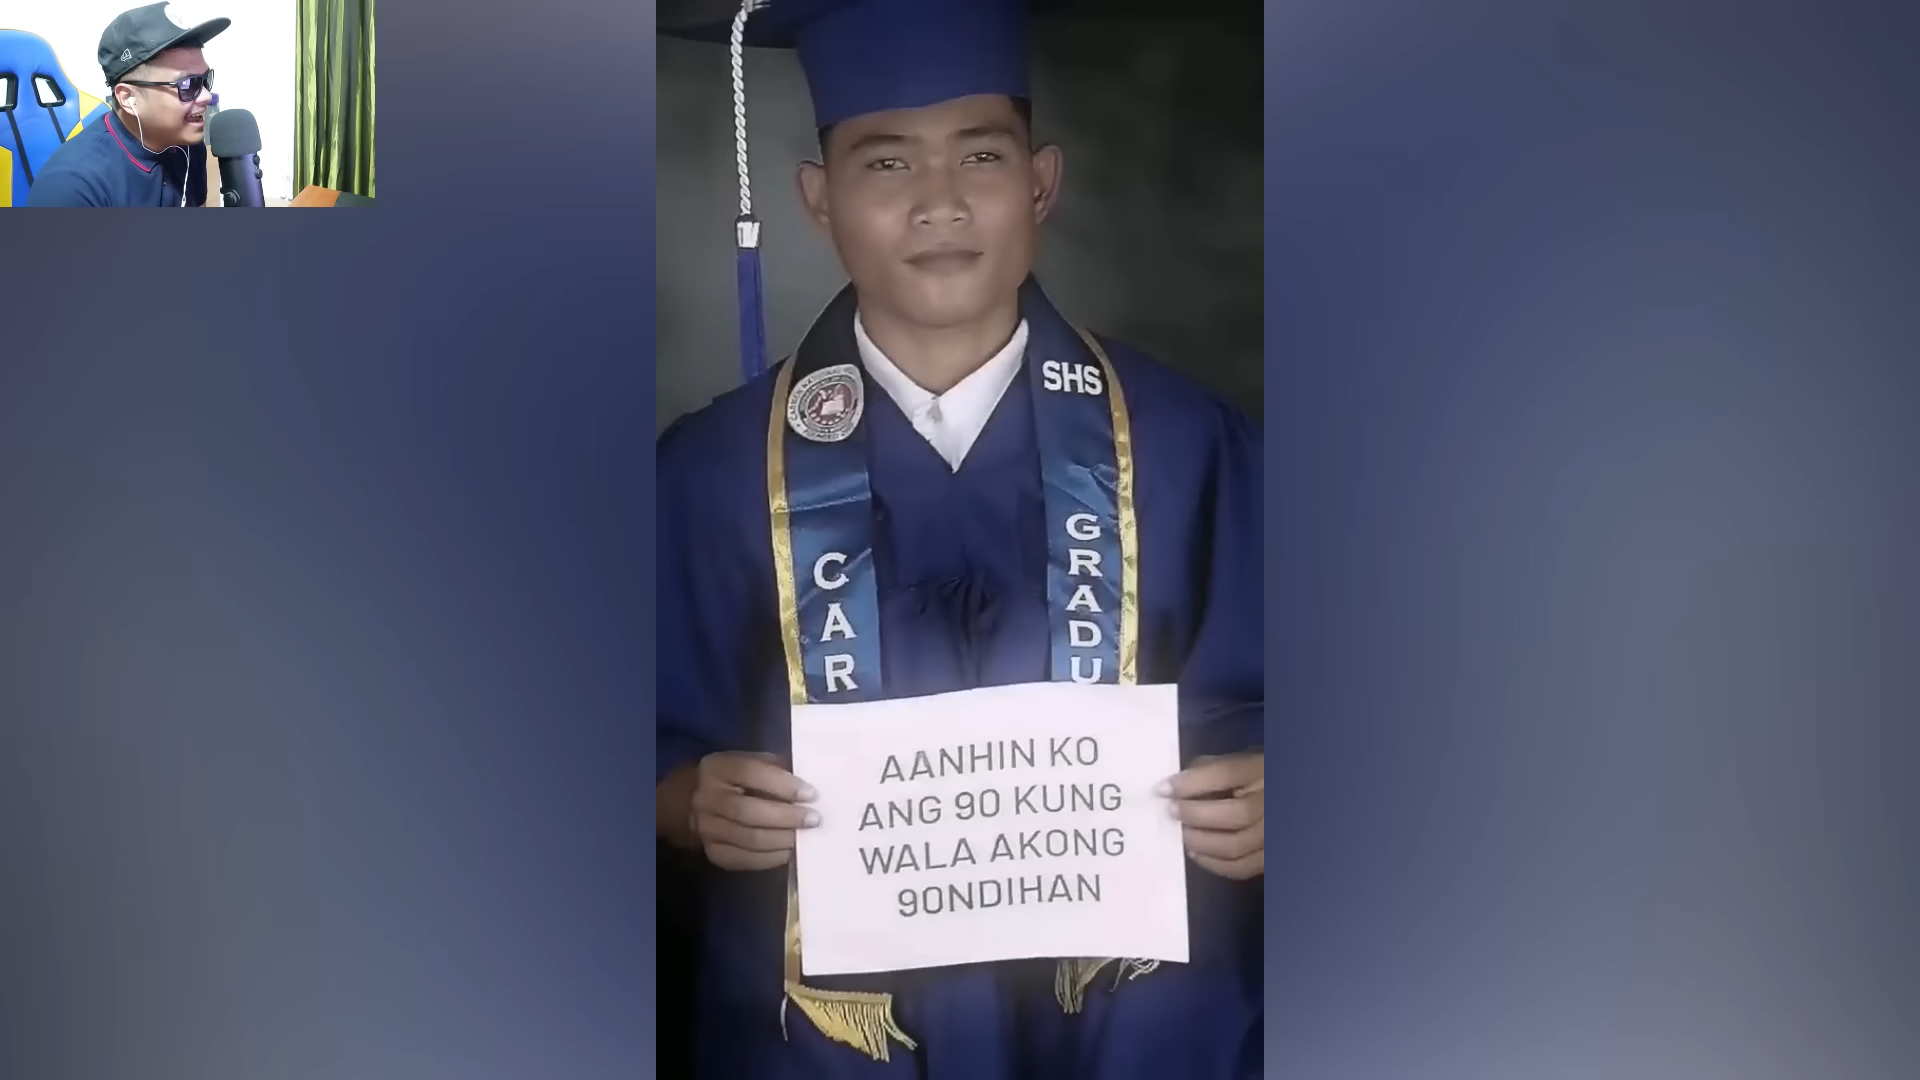 SHS
CAR
GRADU
AANHIN KO
ANG 90 KUNG
WALA AKONG
90NDIHAN